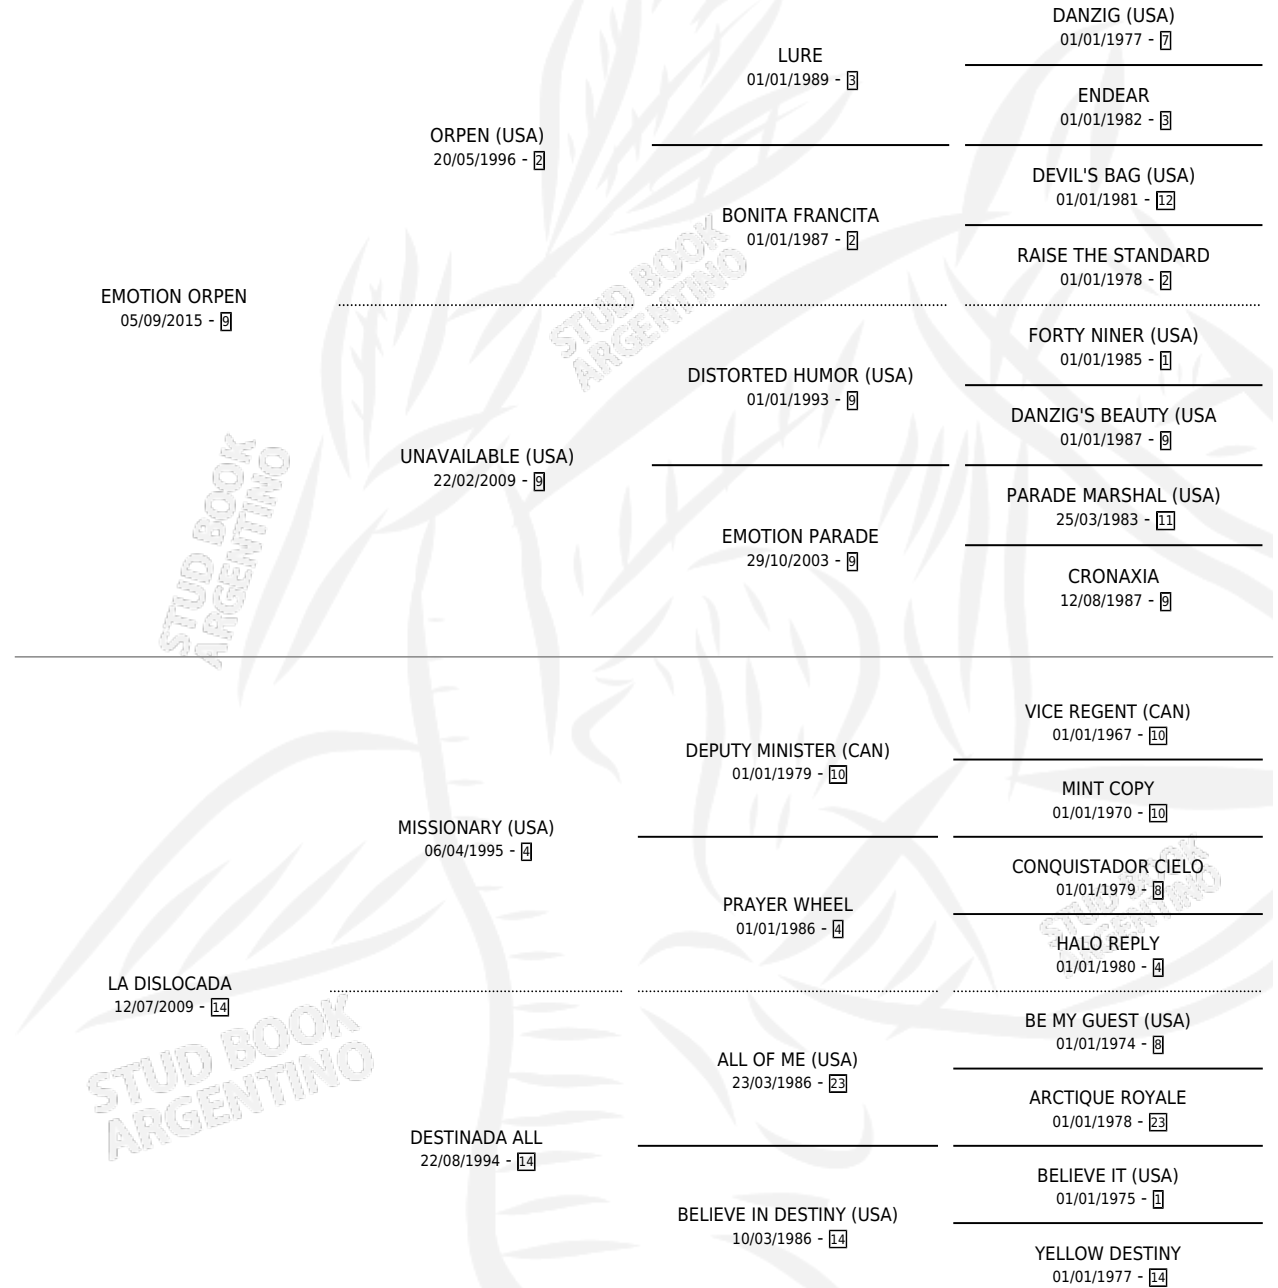 DANZIG (USA)
01/01/1977 - 7
LURE
01/01/1989 - 3
ENDEAR
01/01/1982 - 3
ORPEN (USA)
20/05/1996 - 2
DEVIL'S BAG (USA)
01/01/1981 - 12
BONITA FRANCITA
01/01/1987 - 2
RAISE THE STANDARD
01/01/1978 - 2
EMOTION ORPEN
05/09/2015 - 9
STUD BOOK
ARGENTINO
FORTY NINER (USA)
01/01/1985 - 1
DISTORTED HUMOR (USA)
01/01/1993 - 9
DANZIG'S BEAUTY (USA
01/01/1987 - 9
UNAVAILABLE (USA)
22/02/2009 - 9
PARADE MARSHAL (USA)
25/03/1983 - 11
EMOTION PARADE
29/10/2003 - 9
CRONAXIA
12/08/1987 - 9
STUD BOOK
ARGENTINO
VICE REGENT (CAN)
01/01/1967 - 10
DEPUTY MINISTER (CAN)
01/01/1979 - 10
MINT COPY
01/01/1970 - 10
MISSIONARY (USA)
06/04/1995 - 4
CONQUISTADOR CIELO
01/01/1979 - 8
PRAYER WHEEL
01/01/1986 - 4
HALO REPLY
01/01/1980 - 4
STUD BOOK
ARGENTINO
LA DISLOCADA
12/07/2009 - 14
BE MY GUEST (USA)
01/01/1974 - 8
ALL OF ME (USA)
23/03/1986 - 23
ARCTIQUE ROYALE
01/01/1978 - 23
DESTINADA ALL
22/08/1994 - 14
BELIEVE IT (USA)
01/01/1975 - 1
BELIEVE IN DESTINY (USA)
10/03/1986 - 14
YELLOW DESTINY
01/01/1977 - 14
STUD BOOK
ARGENTINO